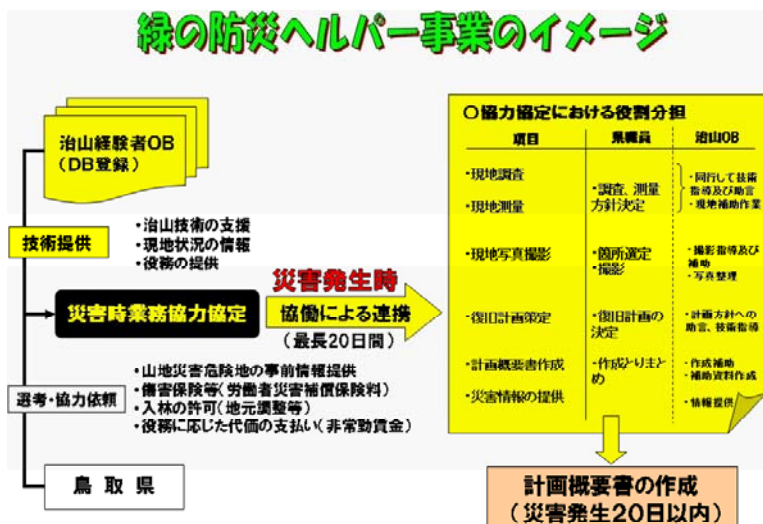 緑の防災ヘルパー事業のイメージ
治山経験者OB
(DB登録)
技術提供
・治山技術の支援
・現地状況の情報
・役務の提供
災害時業務協力協定
災害発生時
協働による連携
(最長20日間)
選考・協力依頼
・山地災害危険地の事前情報提供
・傷害保険等(労働者災害補償保険料)
・入林の許可(地元調整等)
・役務に応じた代価の支払い(非常勤賃金)
鳥取県
〇協力協定における役割分担
項目 県職員 治山OB
・現地調査
・現地測量
・調査、測量
方針決定
・同行して技術
指導及び助言
・現地補助作業
・現地写真撮影
・箇所選定
・撮影
・撮影指導及び
補助
・写真整理
・復旧計画策定
・復旧計画の
決定
・計画方針への
助言、技術指導
・計画概要書作成
・作成とりまと
め
・作成補助
・補助資料作成
・災害情報の提供
・情報提供
計画概要書の作成
(災害発生20日以内)